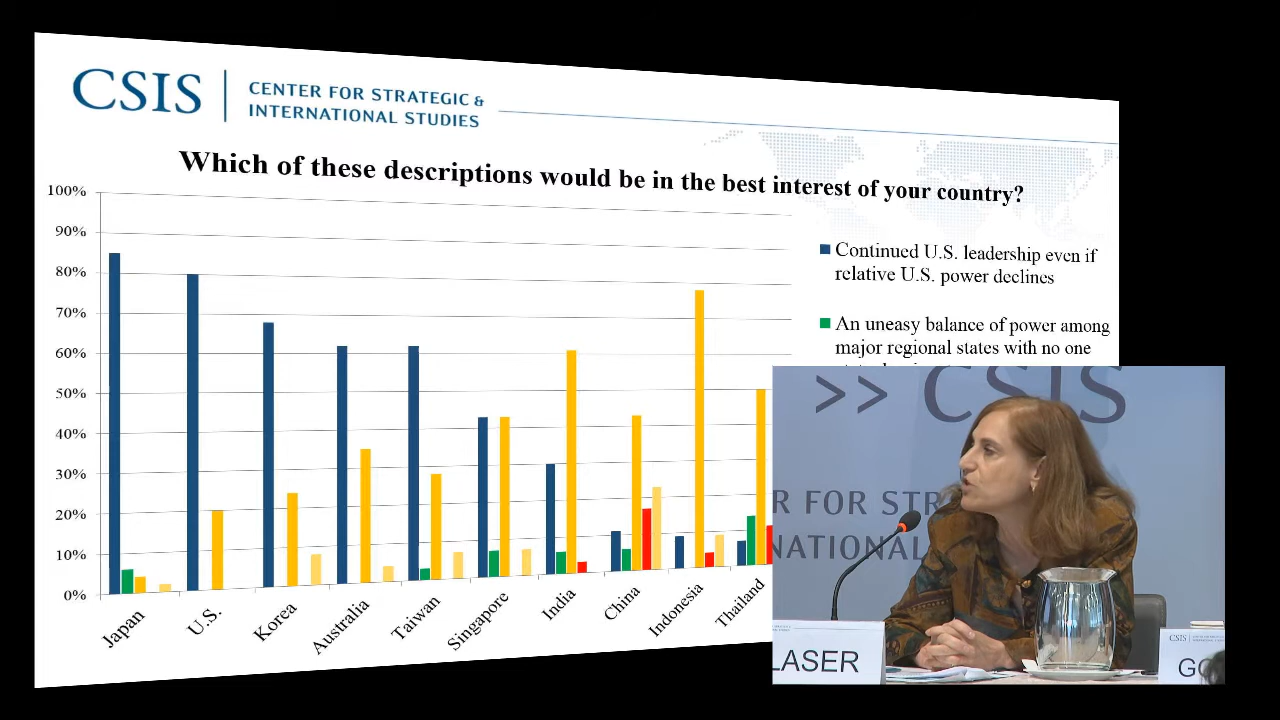 CSIS
CENTER FOR STRATEGIC &
INTERNATIONAL STUDIES
Which of these descriptions would be in the best interest of your country?
100%
90%
80%
70%
60%
50%
40%
30%
20%
10%
0%
Japan
U.S.
Korea
Australia
Taiwan
Singapore
India
China
Indonesia
Thailand
Continued U.S. leadership even if
relative U.S. power declines
An uneasy balance of power among
major regional states with no one
>> CSIS
R FOR STR
NATIONAL
LASER
CSIS
GO